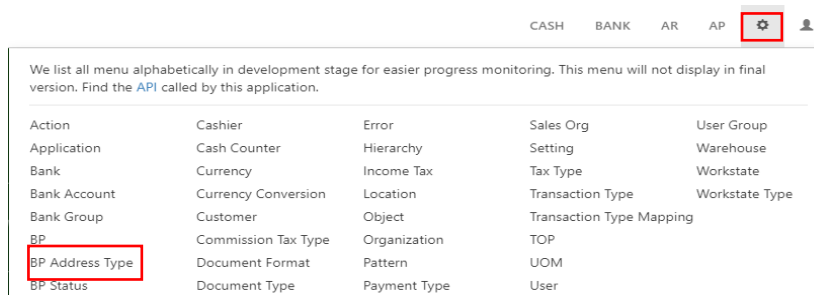 CASH BANK AR AP
We list all menu alphabetically in development stage for easier progress monitoring. This menu will not display in final
version. Find the API called by this application.
Action Cashier Error Sales Org User Group
Application Cash Counter Hierarchy Setting Warehouse
Bank Currency Income Tax Tax Type Workstate
Bank Account Currency Conversion Location Transaction Type Workstate Type
Bank Group Customer Object Transaction Type Mapping
BP Commission Tax Type Organization TOP
BP Address Type Document Format Pattern UOM
BP Status Document Type Payment Type User